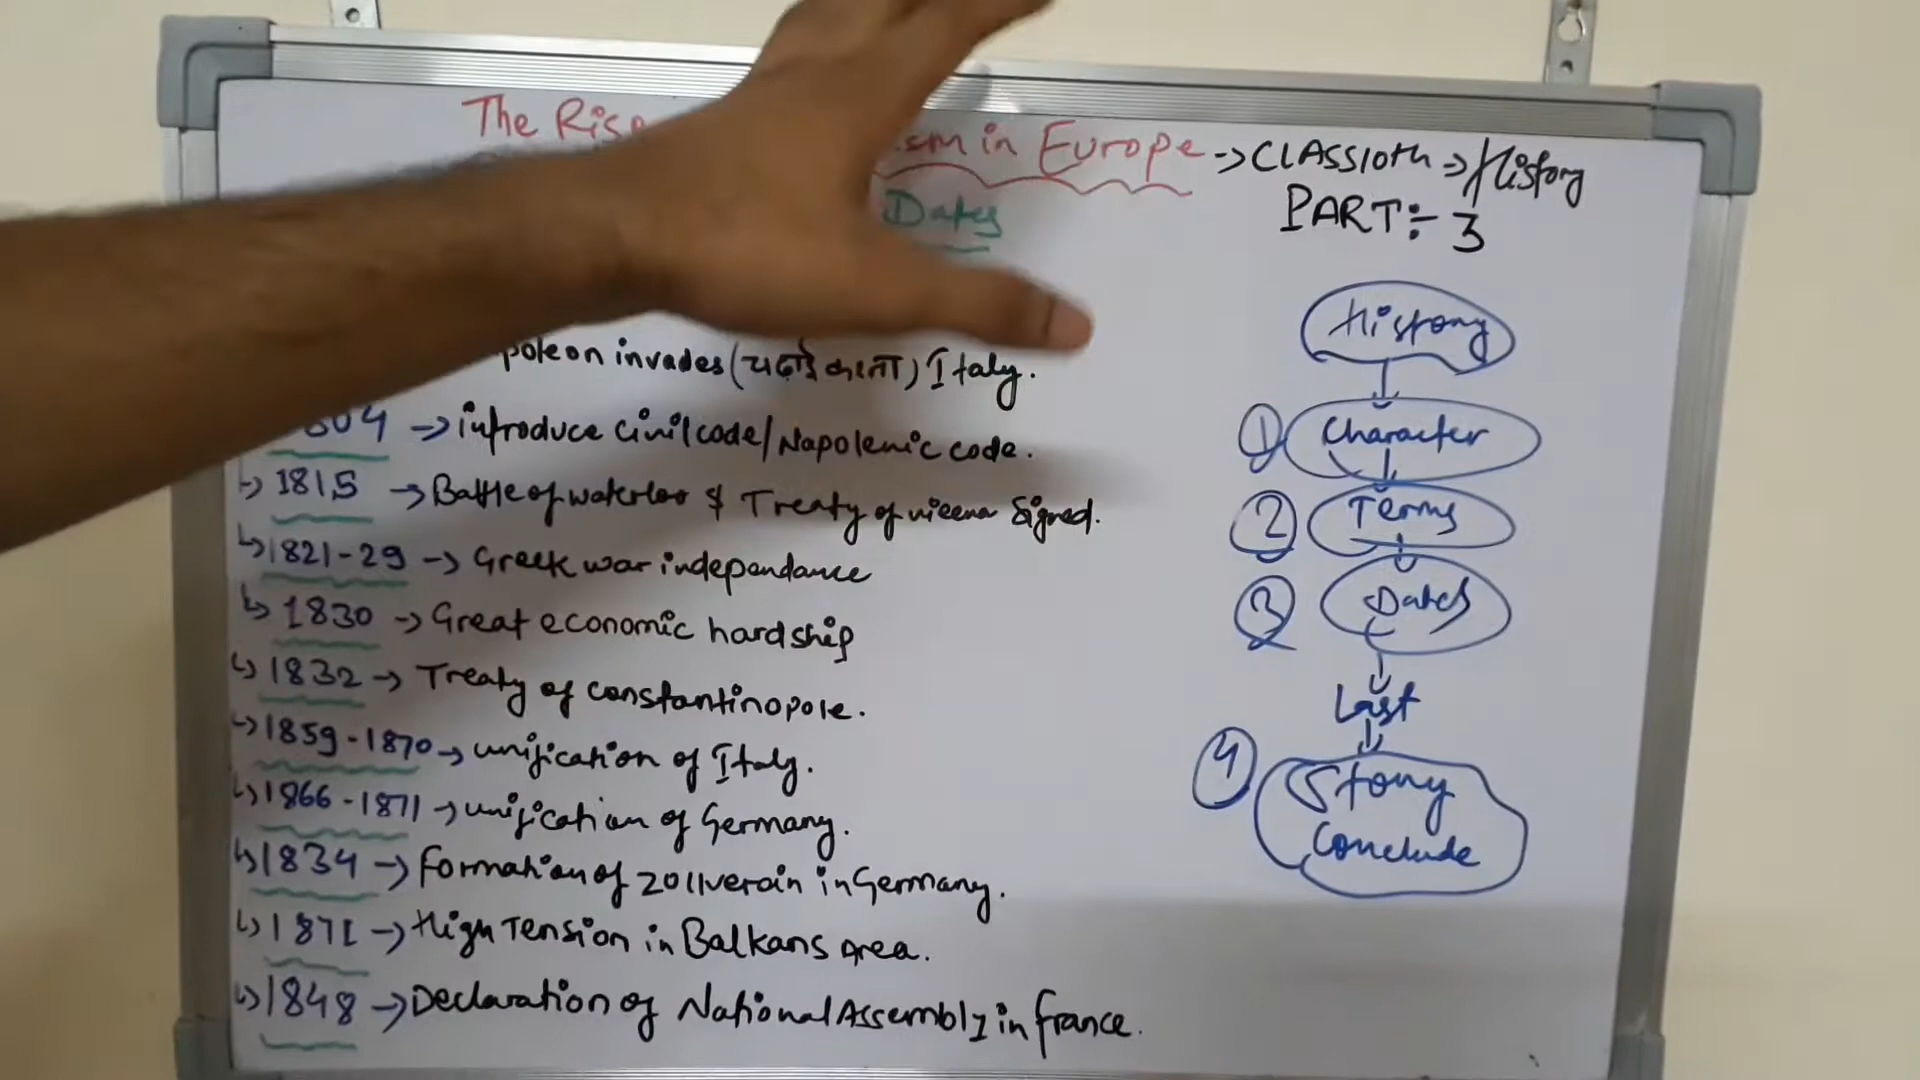 The Rise in Europe -> CLASS 10th => History
PART :- 3
Dates
invades (चढ़ाई करना) Italy.
-> introduce civil code/Napolenic code.
↳ 1815 -> Battle of waterloo & Treaty of vieena Signed.
↳ 1821-29 -> Greek war independance
↳ 1830 -> Great economic hardship
↳ 1832 -> Treaty of constantinopole.
↳ 1859-1870 -> unification of Italy.
↳ 1866-1871 -> unification of Germany.
↳ 1834 -> Formation of zollverain in Germany.
↳ 1871 -> High Tension in Balkans Area.
↳ 1848 -> Declaration of National Assembly in france.
History
① Character
② Terms
③ Dates
Last
④ Story
Conclude